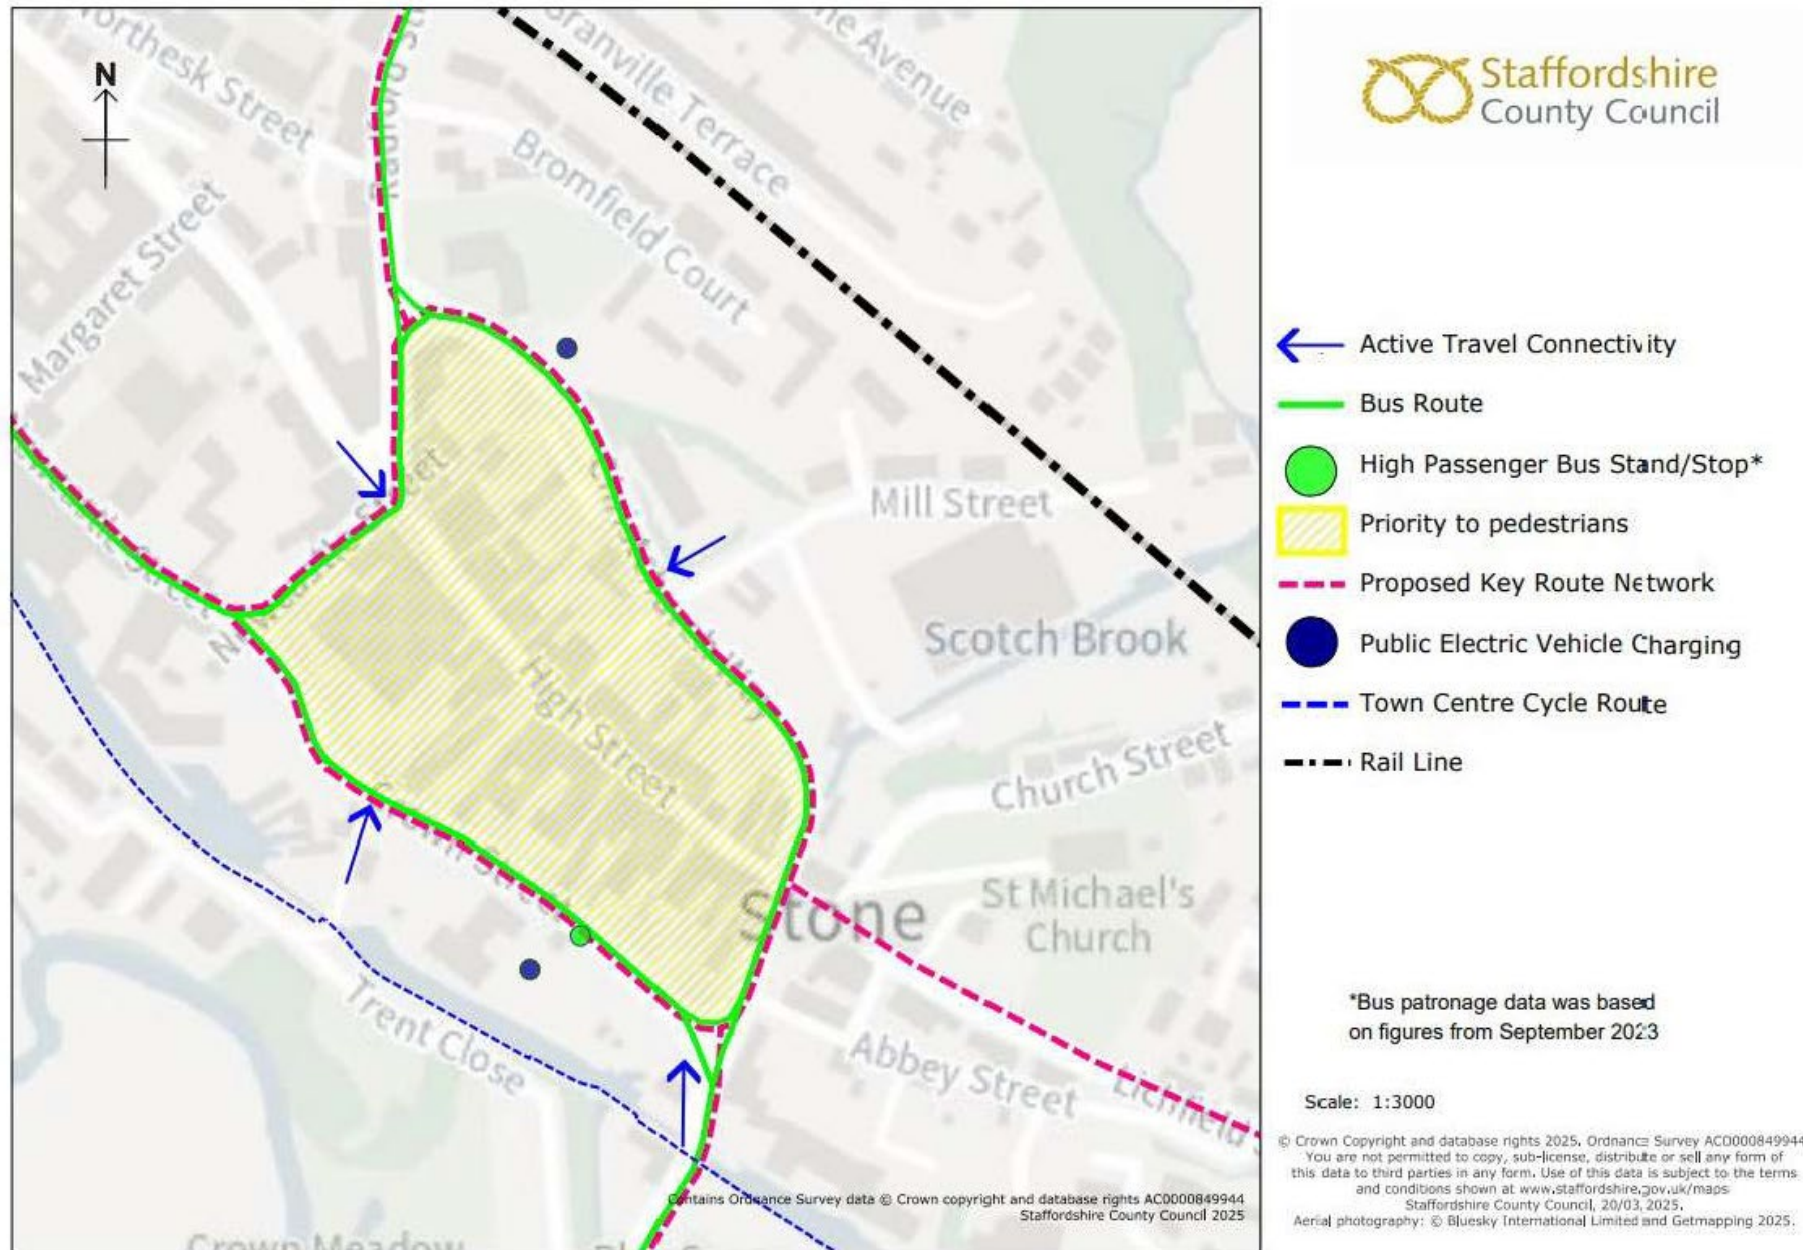 N
Northesk Street
Granville Terrace
Avenue
Bromfield Court
Margaret Street
Mill Street
Scotch Brook
High Street
Church Street
Stone
St Michael's
Church
Crown Street
Trent Close
Abbey Street
Lichfield
Crown Meadow
Contains Ordnance Survey data © Crown copyright and database rights AC0000849944
Staffordshire County Council 2025
Staffordshire
County Council
Active Travel Connectivity
Bus Route
High Passenger Bus Stand/Stop*
Priority to pedestrians
Proposed Key Route Network
Public Electric Vehicle Charging
Town Centre Cycle Route
Rail Line
*Bus patronage data was based
on figures from September 2023
Scale: 1:3000
© Crown Copyright and database rights 2025. Ordnance Survey AC0000849944
You are not permitted to copy, sub-license, distribute or sell any form of
this data to third parties in any form. Use of this data is subject to the terms
and conditions shown at www.staffordshire.gov.uk/maps
Staffordshire County Council, 20/03,2025.
Aerial photography: © Bluesky International Limited and Getmapping 2025.